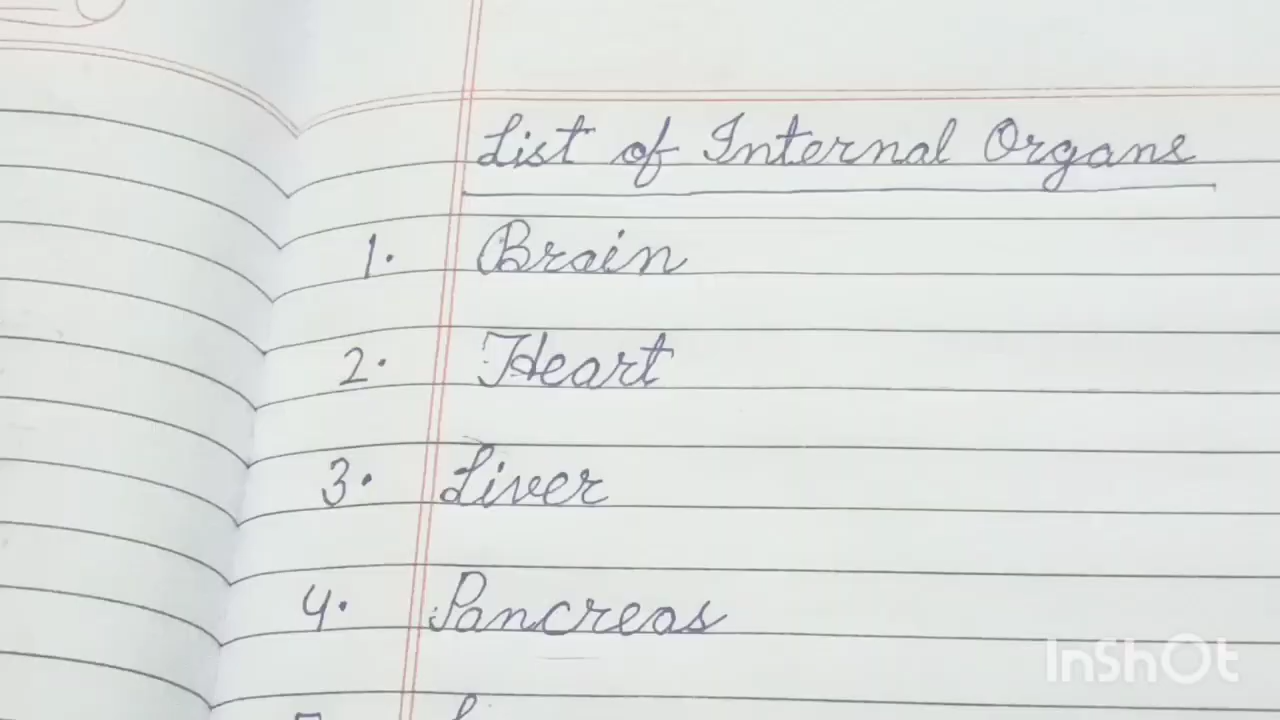 List of Internal Organs
1. Brain
2. Heart
3. Liver
4. Pancreas
InShOt